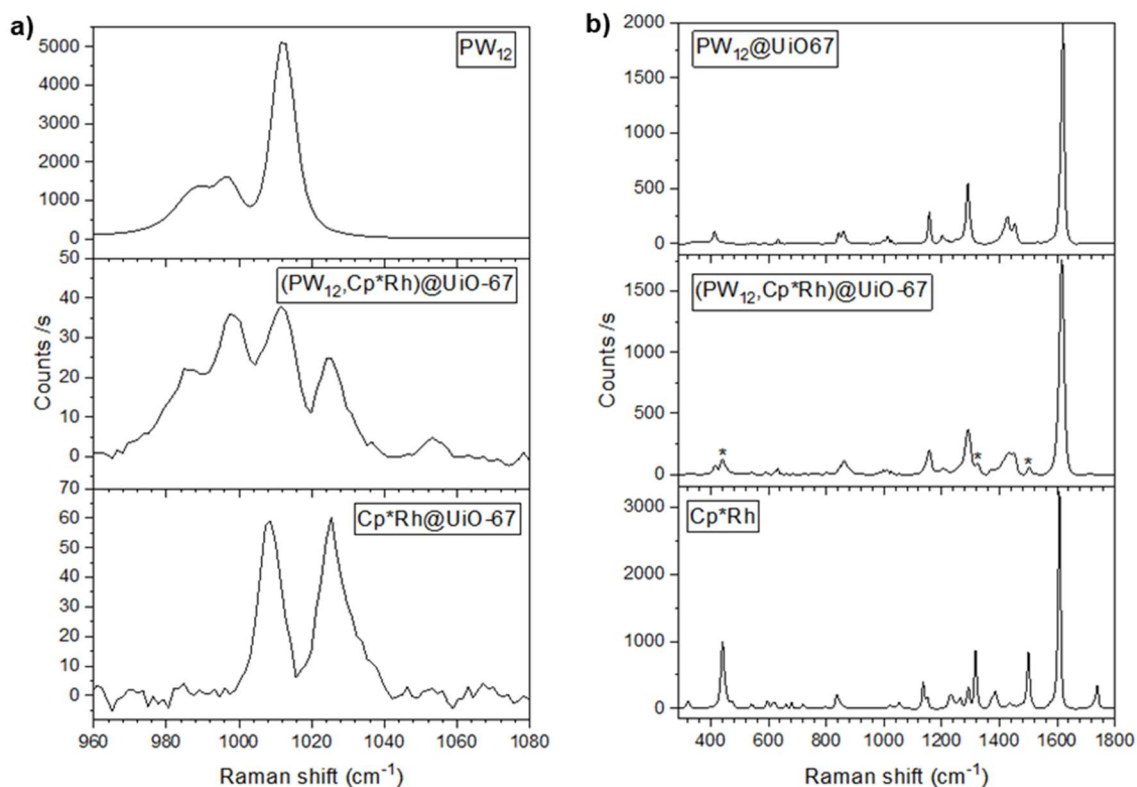 a)
PW₁₂
5000
4000
3000
2000
1000
0
50
(PW₁₂,Cp*Rh)@UiO-67
40
30
20
10
0
70
Cp*Rh@UiO-67
60
50
40
30
20
10
0
Counts /s
960 980 1000 1020 1040 1060 1080
Raman shift (cm⁻¹)
b)
2000
PW₁₂@UiO67
1500
1000
500
0
(PW₁₂,Cp*Rh)@UiO-67
1500
1000
500
0
* * *
Cp*Rh
3000
2000
1000
0
Counts /s
400 600 800 1000 1200 1400 1600 1800
Raman shift (cm⁻¹)